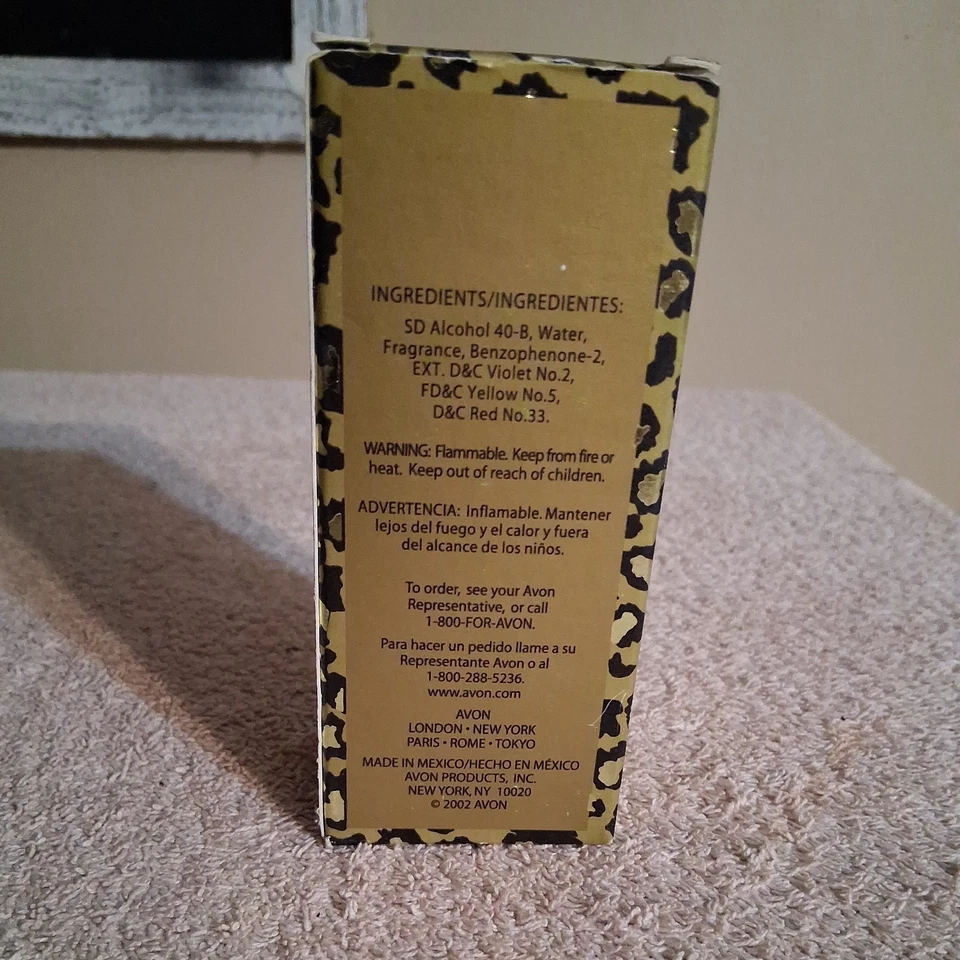 INGREDIENTS/INGREDIENTES:
SD Alcohol 40-B, Water,
Fragrance, Benzophenone-2,
EXT. D&C Violet No.2,
FD&C Yellow No.5,
D&C Red No.33.
WARNING: Flammable. Keep from fire or
heat. Keep out of reach of children.
ADVERTENCIA: Inflamable. Mantener
lejos del fuego y el calor y fuera
del alcance de los niños.
To order, see your Avon
Representative, or call
1-800-FOR-AVON.
Para hacer un pedido llame a su
Representante Avon o al
1-800-288-5236.
www.avon.com
AVON
LONDON • NEW YORK
PARIS • ROME • TOKYO
MADE IN MEXICO/HECHO EN MÉXICO
AVON PRODUCTS, INC.
NEW YORK, NY 10020
© 2002 AVON